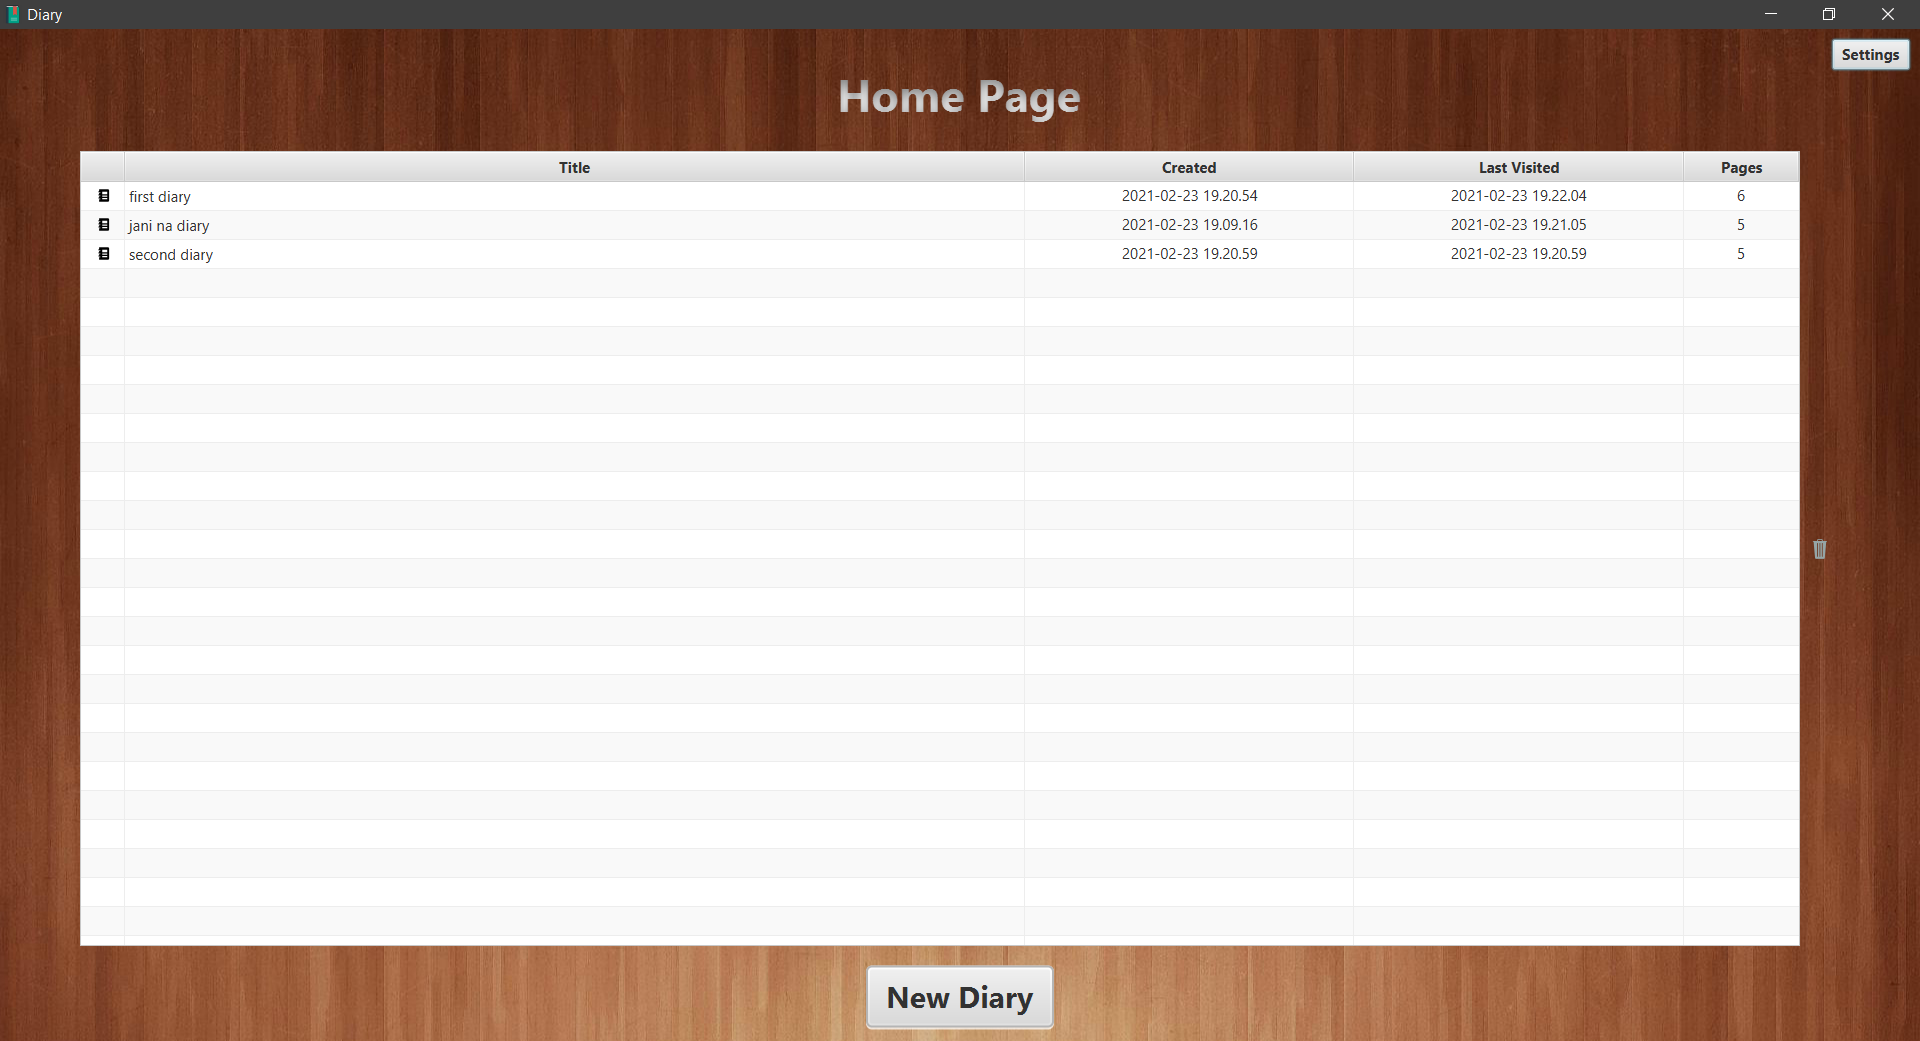 Diary
Settings
Home Page
Title Created Last Visited Pages
first diary 2021-02-23 19.20.54 2021-02-23 19.22.04 6
jani na diary 2021-02-23 19.09.16 2021-02-23 19.21.05 5
second diary 2021-02-23 19.20.59 2021-02-23 19.20.59 5
New Diary